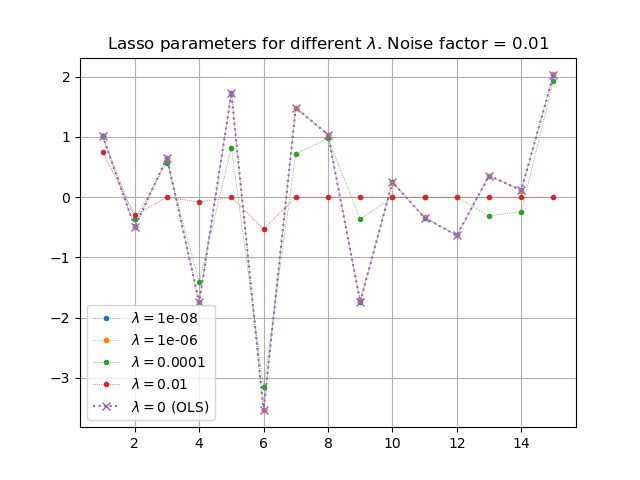 Lasso parameters for different λ. Noise factor = 0.01
2
1
0
−1
−2
−3
λ = 1e-08
λ = 1e-06
λ = 0.0001
λ = 0.01
λ = 0 (OLS)
2 4 6 8 10 12 14